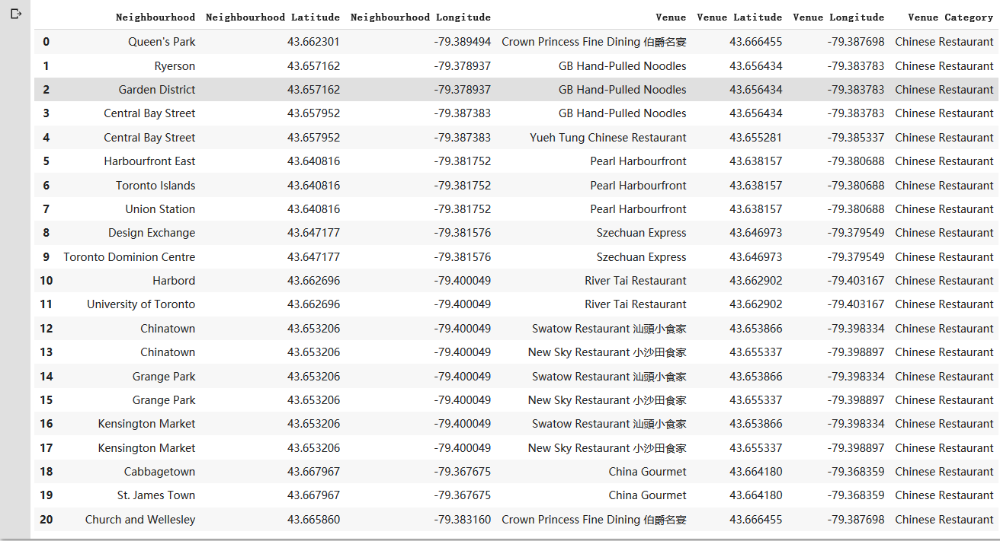 Neighbourhood Neighbourhood Latitude Neighbourhood Longitude Venue Venue Latitude Venue Longitude Venue Category
0 Queen's Park 43.662301 -79.389494 Crown Princess Fine Dining 伯爵名宴 43.666455 -79.387698 Chinese Restaurant
1 Ryerson 43.657162 -79.378937 GB Hand-Pulled Noodles 43.656434 -79.383783 Chinese Restaurant
2 Garden District 43.657162 -79.378937 GB Hand-Pulled Noodles 43.656434 -79.383783 Chinese Restaurant
3 Central Bay Street 43.657952 -79.387383 GB Hand-Pulled Noodles 43.656434 -79.383783 Chinese Restaurant
4 Central Bay Street 43.657952 -79.387383 Yueh Tung Chinese Restaurant 43.655281 -79.385337 Chinese Restaurant
5 Harbourfront East 43.640816 -79.381752 Pearl Harbourfront 43.638157 -79.380688 Chinese Restaurant
6 Toronto Islands 43.640816 -79.381752 Pearl Harbourfront 43.638157 -79.380688 Chinese Restaurant
7 Union Station 43.640816 -79.381752 Pearl Harbourfront 43.638157 -79.380688 Chinese Restaurant
8 Design Exchange 43.647177 -79.381576 Szechuan Express 43.646973 -79.379549 Chinese Restaurant
9 Toronto Dominion Centre 43.647177 -79.381576 Szechuan Express 43.646973 -79.379549 Chinese Restaurant
10 Harbord 43.662696 -79.400049 River Tai Restaurant 43.662902 -79.403167 Chinese Restaurant
11 University of Toronto 43.662696 -79.400049 River Tai Restaurant 43.662902 -79.403167 Chinese Restaurant
12 Chinatown 43.653206 -79.400049 Swatow Restaurant 汕頭小食家 43.653866 -79.398334 Chinese Restaurant
13 Chinatown 43.653206 -79.400049 New Sky Restaurant 小沙田食家 43.655337 -79.398897 Chinese Restaurant
14 Grange Park 43.653206 -79.400049 Swatow Restaurant 汕頭小食家 43.653866 -79.398334 Chinese Restaurant
15 Grange Park 43.653206 -79.400049 New Sky Restaurant 小沙田食家 43.655337 -79.398897 Chinese Restaurant
16 Kensington Market 43.653206 -79.400049 Swatow Restaurant 汕頭小食家 43.653866 -79.398334 Chinese Restaurant
17 Kensington Market 43.653206 -79.400049 New Sky Restaurant 小沙田食家 43.655337 -79.398897 Chinese Restaurant
18 Cabbagetown 43.667967 -79.367675 China Gourmet 43.664180 -79.368359 Chinese Restaurant
19 St. James Town 43.667967 -79.367675 China Gourmet 43.664180 -79.368359 Chinese Restaurant
20 Church and Wellesley 43.665860 -79.383160 Crown Princess Fine Dining 伯爵名宴 43.666455 -79.387698 Chinese Restaurant